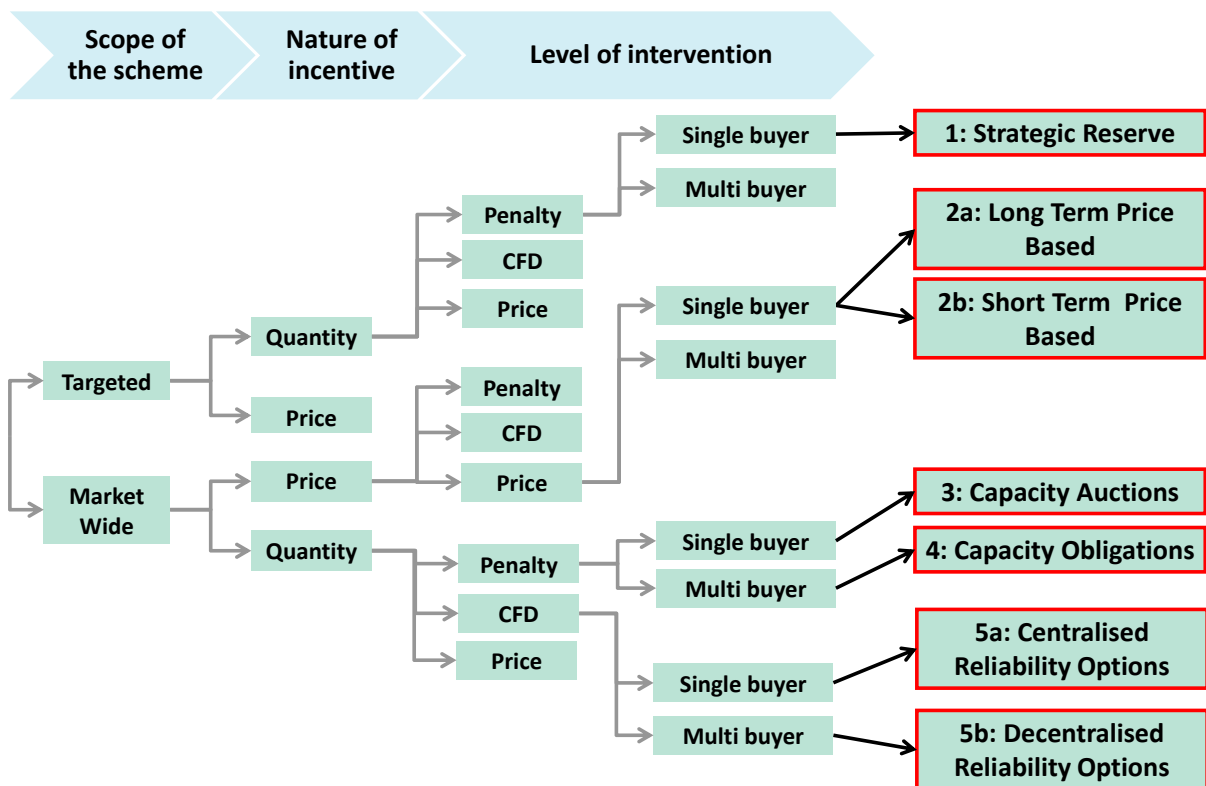 Scope of
the scheme
Nature of
incentive
Level of intervention
Single buyer
1: Strategic Reserve
Multi buyer
Penalty
2a: Long Term Price
Based
CFD
Price
Single buyer
2b: Short Term Price
Based
Quantity
Multi buyer
Targeted
Penalty
Price
CFD
Price
Price
Market
Wide
3: Capacity Auctions
Single buyer
Quantity
Penalty
4: Capacity Obligations
Multi buyer
CFD
5a: Centralised
Reliability Options
Price
Single buyer
Multi buyer
5b: Decentralised
Reliability Options